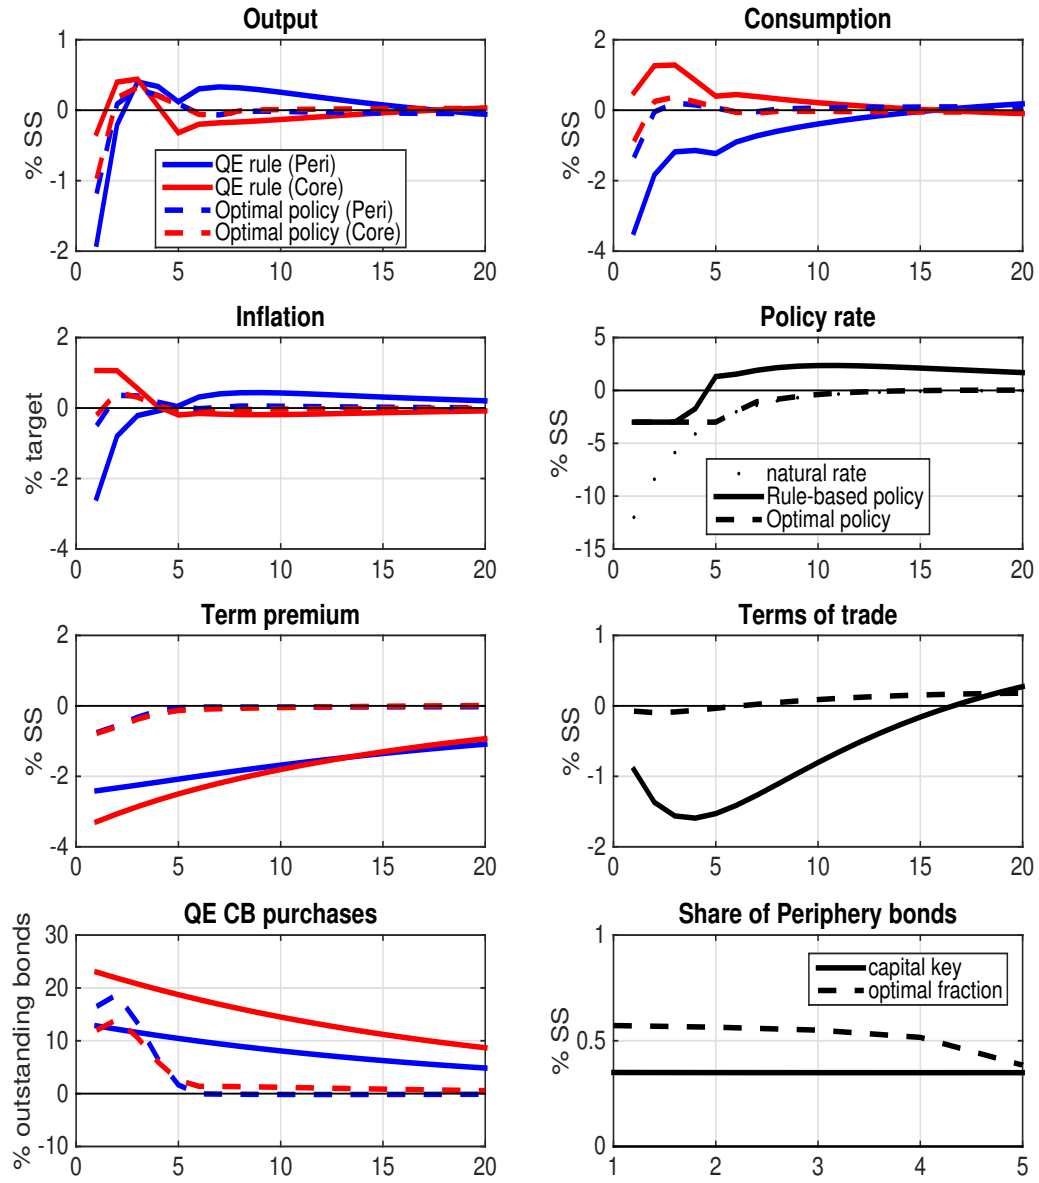 Output
Consumption
1
0
-1
-2
% SS
QE rule (Peri)
QE rule (Core)
Optimal policy (Peri)
Optimal policy (Core)
0 5 10 15 20
2
0
-2
-4
% SS
0 5 10 15 20
Inflation
Policy rate
2
0
-2
-4
% target
0 5 10 15 20
5
0
-5
-10
-15
% SS
natural rate
Rule-based policy
Optimal policy
0 5 10 15 20
Term premium
Terms of trade
2
0
-2
-4
% SS
0 5 10 15 20
1
0
-1
-2
% SS
0 5 10 15 20
QE CB purchases
Share of Periphery bonds
30
20
10
0
-10
% outstanding bonds
0 5 10 15 20
1
0.5
0
% SS
capital key
optimal fraction
1 2 3 4 5